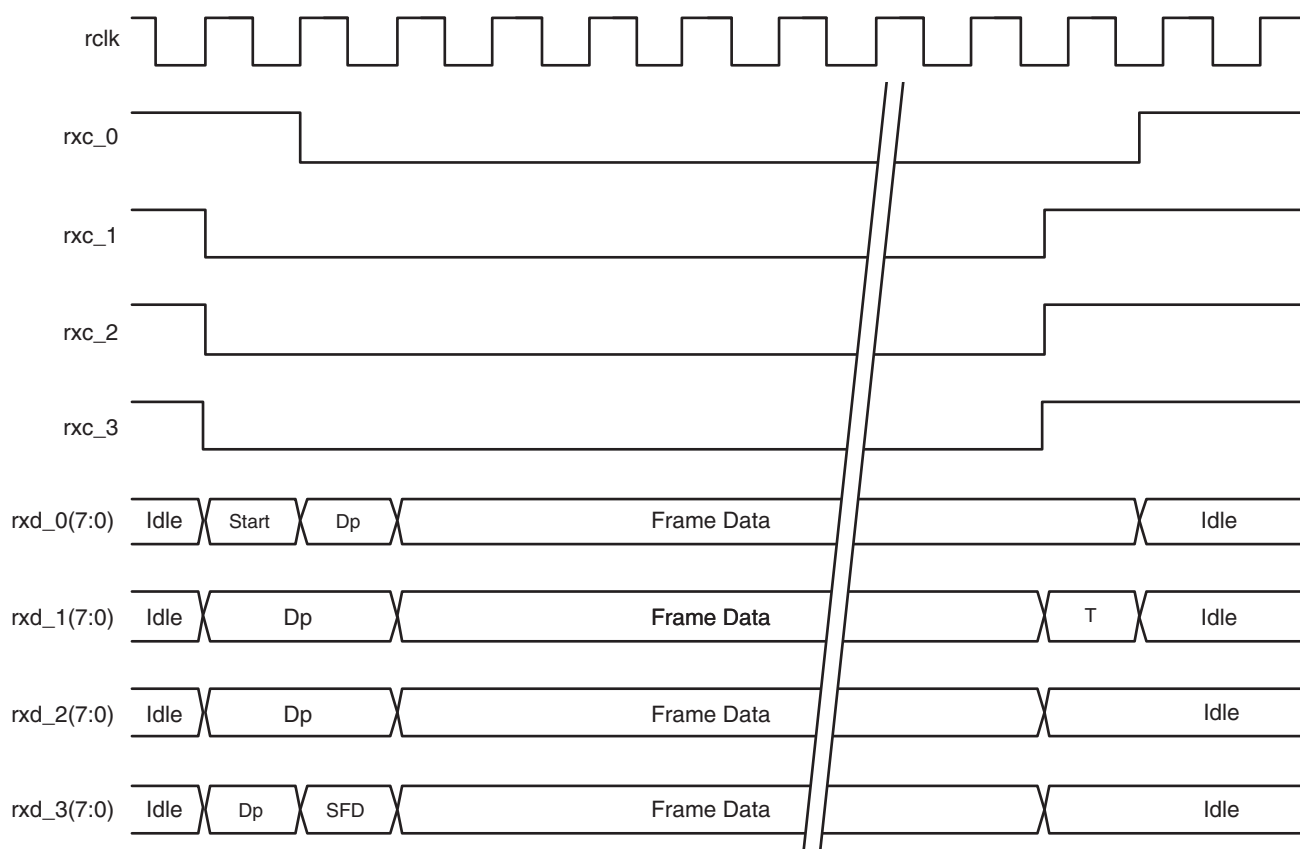 rclk
rxc_0
rxc_1
rxc_2
rxc_3
rxd_0(7:0) Idle Start Dp Frame Data Idle
rxd_1(7:0) Idle Dp Frame Data T Idle
rxd_2(7:0) Idle Dp Frame Data Idle
rxd_3(7:0) Idle Dp SFD Frame Data Idle